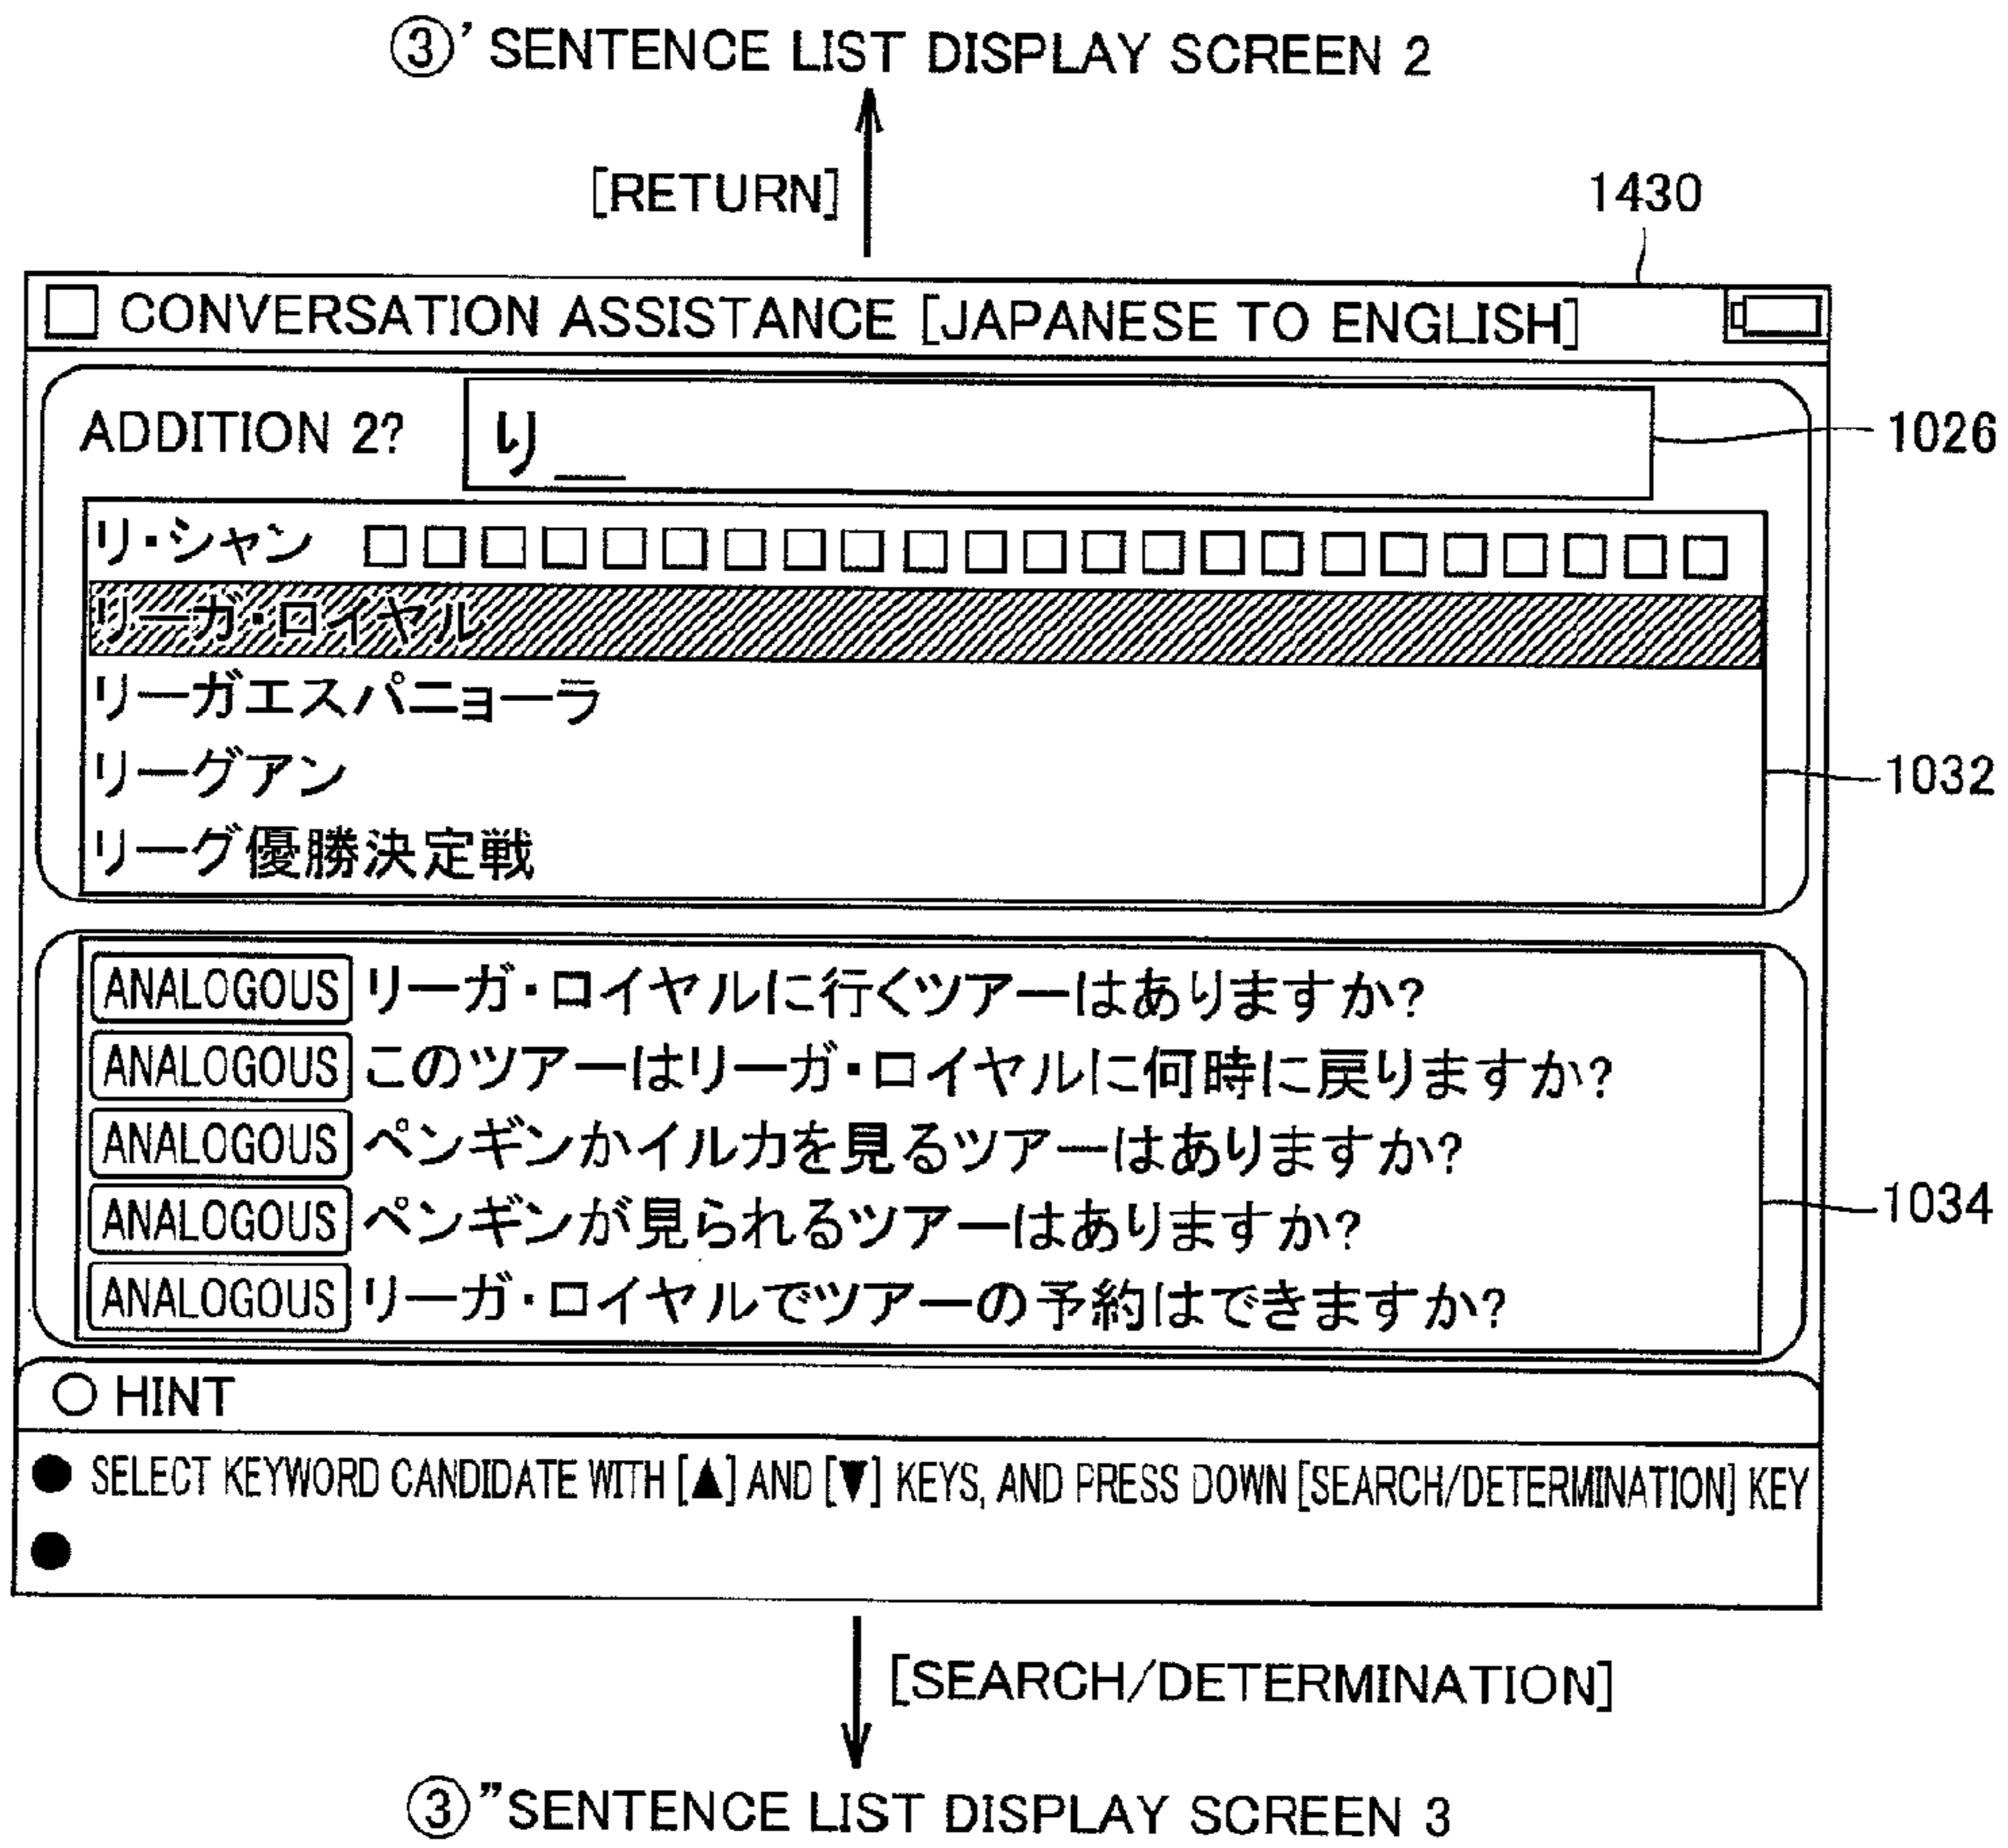 ③' SENTENCE LIST DISPLAY SCREEN 2
[RETURN]
1430
CONVERSATION ASSISTANCE [JAPANESE TO ENGLISH]
ADDITION 2? り_
1026
リ・シャン □□□□□□□□□□□□□□□□□□□□□□□
リーガ・ロイヤル
リーガエスパニョーラ
リーグアン
1032
リーグ優勝決定戦
ANALOGOUS リーガ・ロイヤルに行くツアーはありますか?
ANALOGOUS このツアーはリーガ・ロイヤルに何時に戻りますか?
ANALOGOUS ペンギンかイルカを見るツアーはありますか?
ANALOGOUS ペンギンが見られるツアーはありますか?
1034
ANALOGOUS リーガ・ロイヤルでツアーの予約はできますか?
○ HINT
● SELECT KEYWORD CANDIDATE WITH [▲] AND [▼] KEYS, AND PRESS DOWN [SEARCH/DETERMINATION] KEY
●
[SEARCH/DETERMINATION]
③" SENTENCE LIST DISPLAY SCREEN 3